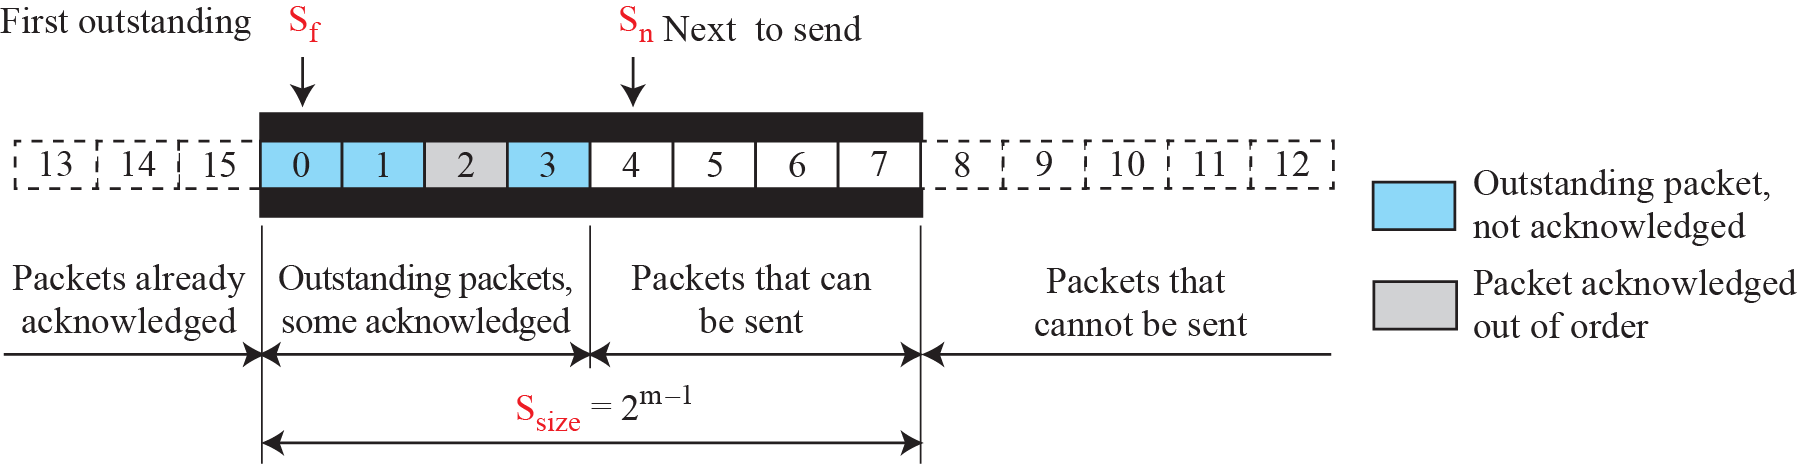 First outstanding S_f S_n Next to send
13 14 15 0 1 2 3 4 5 6 7 8 9 10 11 12
Packets already
acknowledged
Outstanding packets,
some acknowledged
Packets that can
be sent
Packets that
cannot be sent
S_size = 2^{m–1}
Outstanding packet,
not acknowledged
Packet acknowledged
out of order